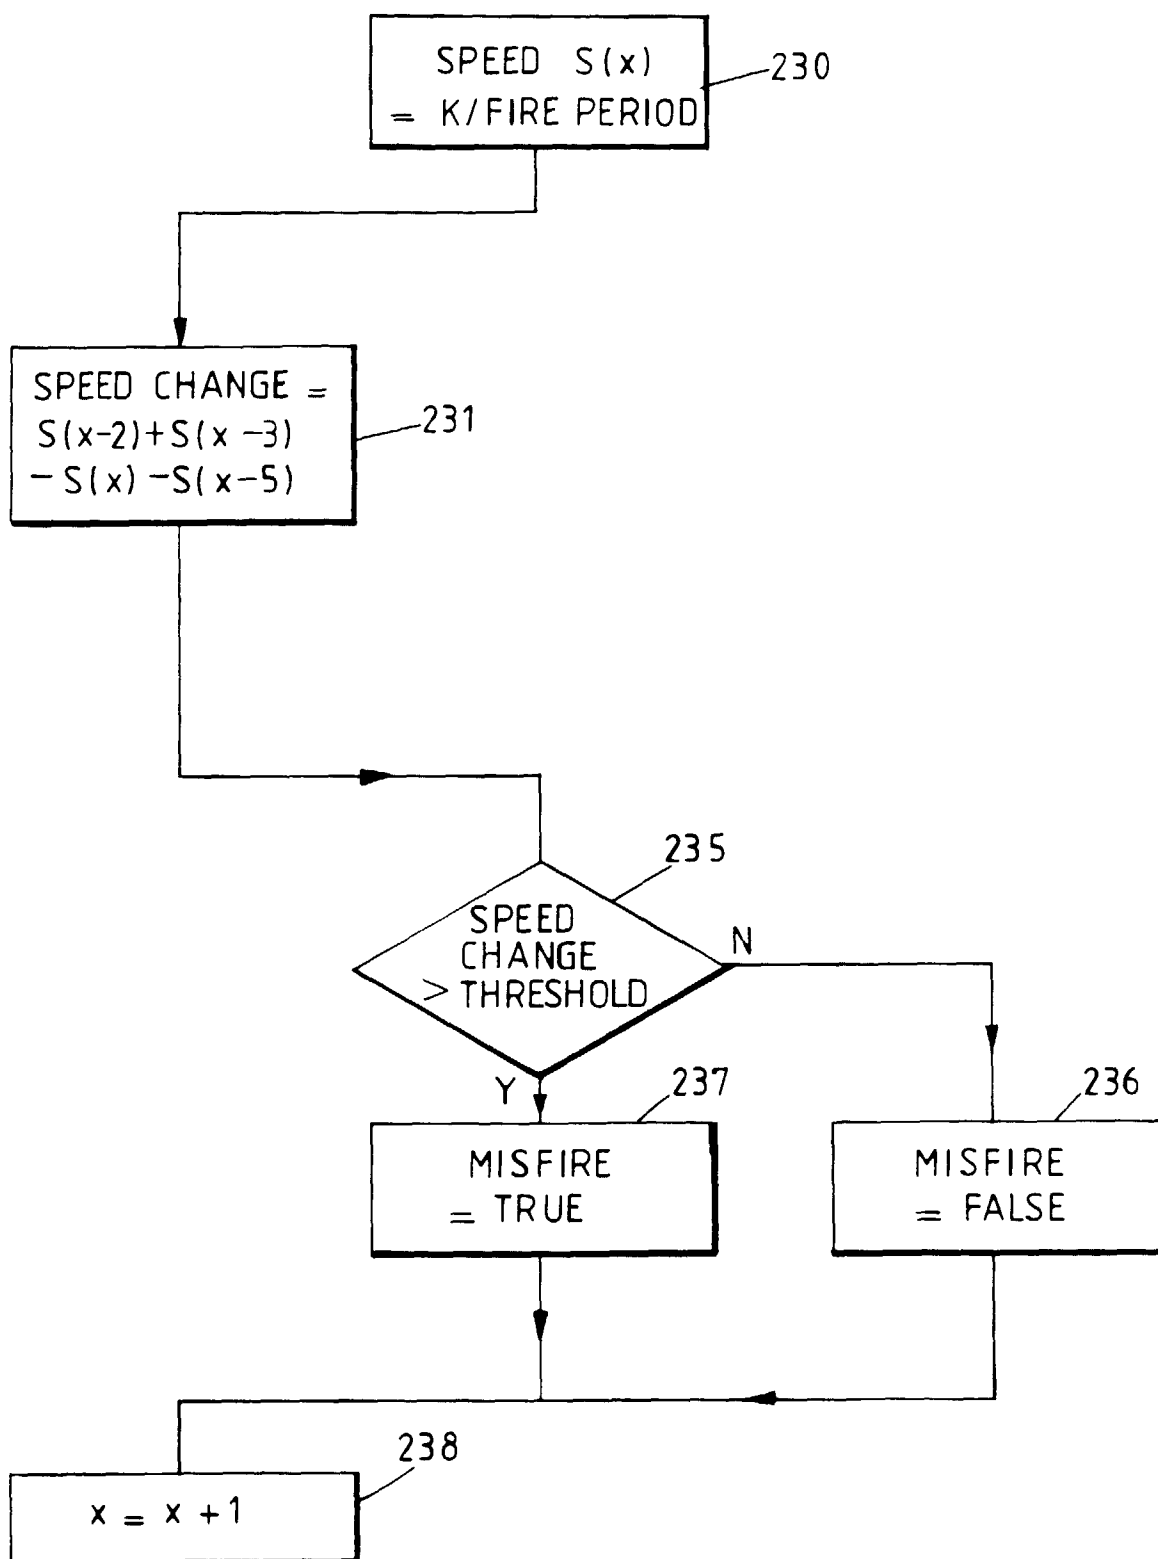 SPEED S(x)
= K/FIRE PERIOD
230
SPEED CHANGE =
S(x-2)+S(x-3)
-S(x)-S(x-5)
231
235
SPEED
CHANGE
> THRESHOLD
N
Y
237
236
MISFIRE
= TRUE
MISFIRE
= FALSE
238
x = x +1